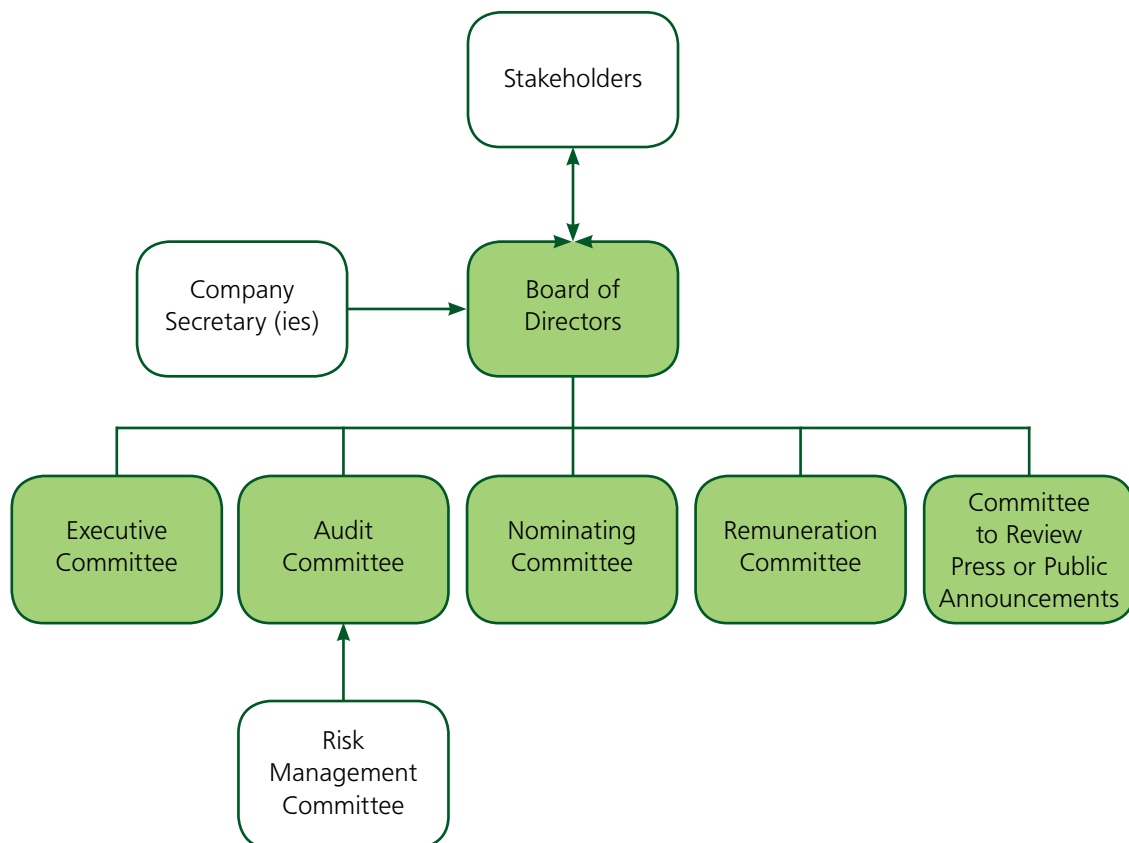 Stakeholders
Company
Secretary (ies)
Board of
Directors
Executive
Committee
Audit
Committee
Nominating
Committee
Remuneration
Committee
Committee
to Review
Press or Public
Announcements
Risk
Management
Committee